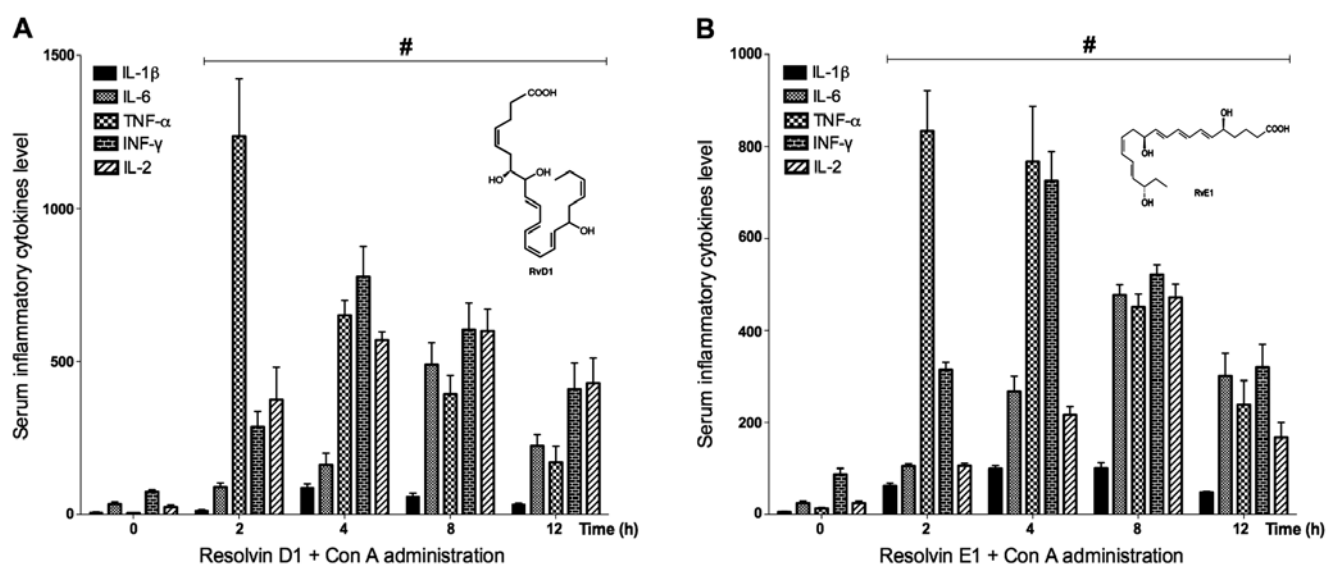 A
#
1500
IL-1β
IL-6
TNF-α
INF-γ
IL-2
COOH
HO
OH
OH
RvD1
1000
500
0
Serum inflammatory cytokines level
0 2 4 8 12 Time (h)
Resolvin D1 + Con A administration
B
#
1000
IL-1β
IL-6
TNF-α
INF-γ
IL-2
OH
COOH
OH
OH
RvE1
800
600
400
200
0
Serum inflammatory cytokines level
0 2 4 8 12 Time (h)
Resolvin E1 + Con A administration